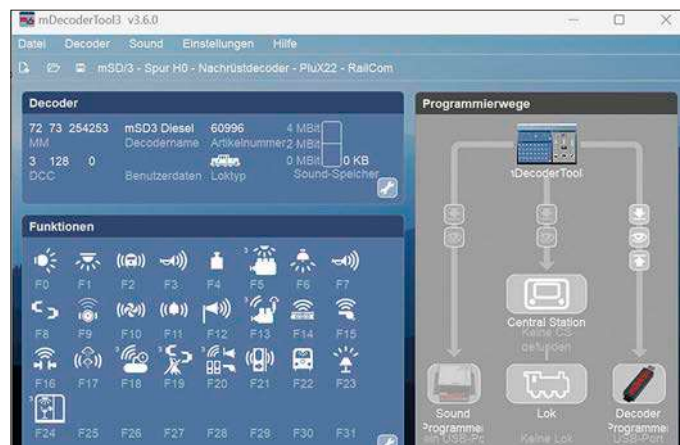 mDecoderTool3 v3.6.0
Datei Decoder Sound Einstellungen Hilfe
mSD/3 - Spur H0 - Nachrüstdecoder - PluX22 - RailCom
Decoder
72 73 254253 mSD3 Diesel 60996 4 MBit
MM Decodername Artikelnummer 2 MBit
3 128 0 0 MBit 0 KB
DCC Benutzerdaten Loktyp Sound-Speicher
Funktionen
F0 F1 F2 F3 F4 F5 F6 F7
F8 F9 F10 F11 F12 F13 F14 F15
F16 F17 F18 F19 F20 F21 F22 F23
F24 F25 F26 F27 F28 F29 F30 F31
Programmierwege
DecoderTool
Central Station
Keine CS
gefunden
Sound Lok Decoder
Programmer Programmer
ein USB-Po Keine Lok USB-Port